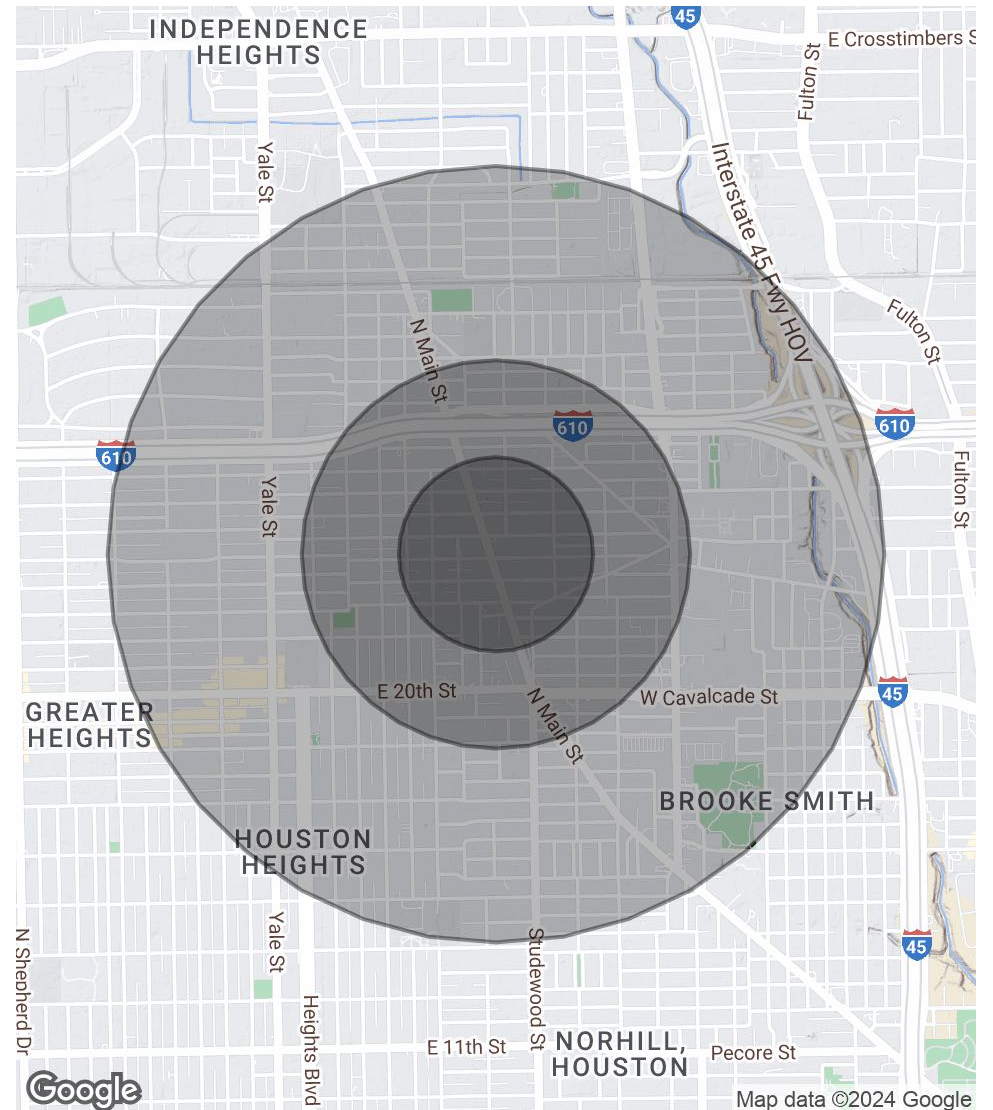 45
INDEPENDENCE
HEIGHTS
E Crosstimbers S
Fulton St
Yale St
Interstate 45 Fwy HOV
N Main St
Fulton St
610
610
610
Yale St
Fulton St
E 20th St
N Main St
W Cavalcade St
45
GREATER
HEIGHTS
BROOKE SMITH
HOUSTON
HEIGHTS
Yale St
Studewood St
45
N Shepherd Dr
Heights Blvd
E 11th St
NORHILL,
HOUSTON
Pecore St
Google
Map data ©2024 Google